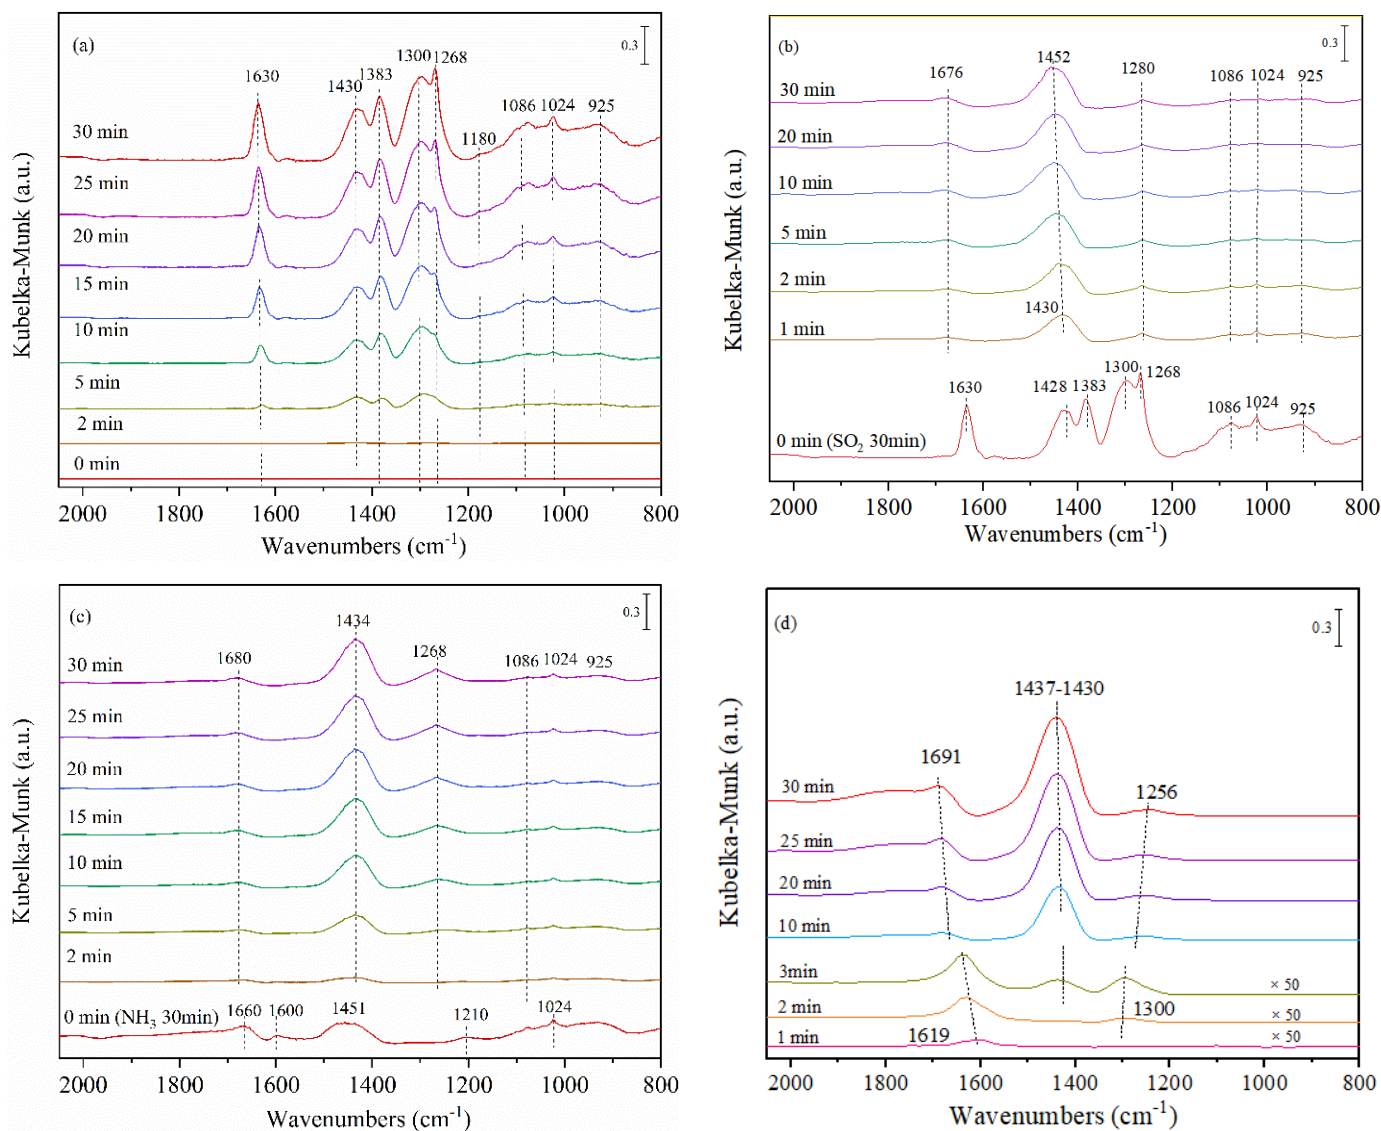 (a)
0.3
1630
1430
1383
1300
1268
1180
1086
1024
925
30 min
25 min
20 min
15 min
10 min
5 min
2 min
0 min
Kubelka-Munk (a.u.)
2000 1800 1600 1400 1200 1000 800
Wavenumbers (cm⁻¹)
(b)
0.3
1676
1452
1280
1086
1024
925
30 min
20 min
10 min
5 min
2 min
1430
1 min
1630
1428
1383
1300
1268
1086
1024
925
0 min (SO₂ 30min)
Kubelka-Munk (a.u.)
2000 1800 1600 1400 1200 1000 800
Wavenumbers (cm⁻¹)
(c)
0.3
1680
1434
1268
1086
1024
925
30 min
25 min
20 min
15 min
10 min
5 min
2 min
0 min (NH₃ 30min)
1660
1600
1451
1210
1024
Kubelka-Munk (a.u.)
2000 1800 1600 1400 1200 1000 800
Wavenumbers (cm⁻¹)
(d)
0.3
1437-1430
1691
1256
30 min
25 min
20 min
10 min
3min
× 50
2 min
1300
× 50
1 min
1619
× 50
Kubelka-Munk (a.u.)
2000 1800 1600 1400 1200 1000 800
Wavenumbers (cm⁻¹)